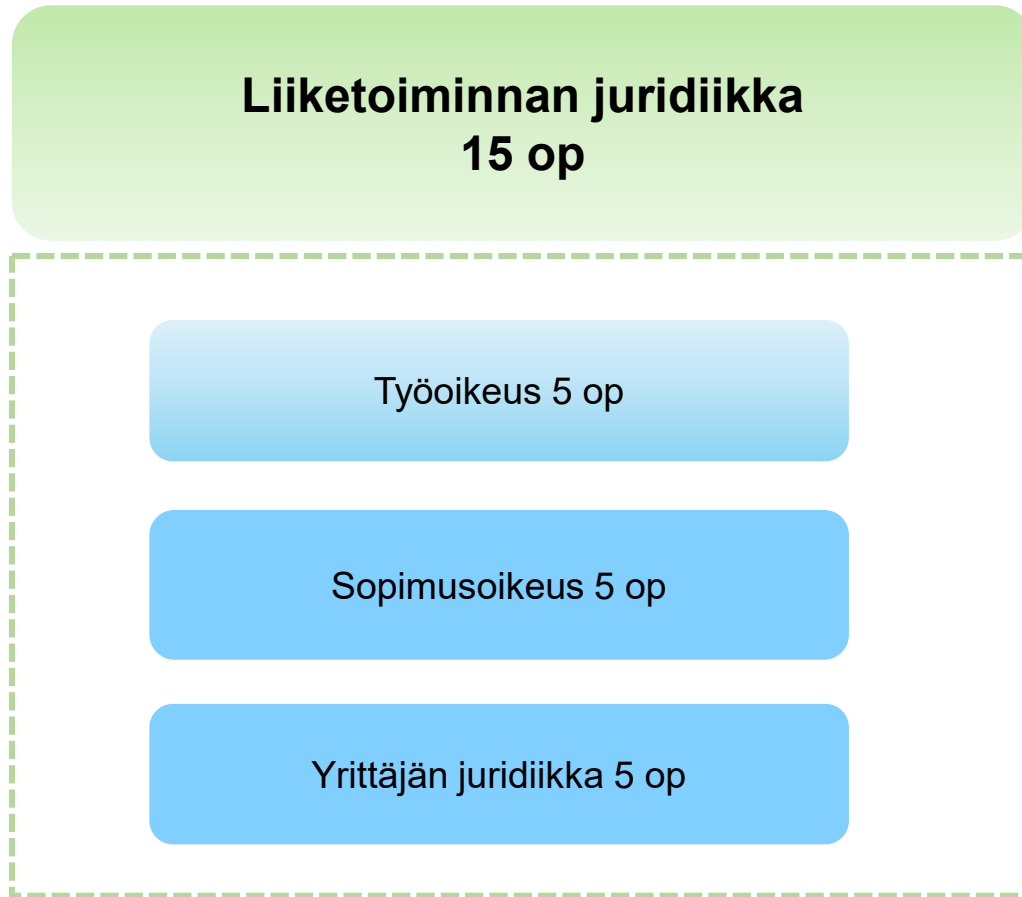 Liiketoiminnan juridiikka
15 op
Työoikeus 5 op
Sopimusoikeus 5 op
Yrittäjän juridiikka 5 op